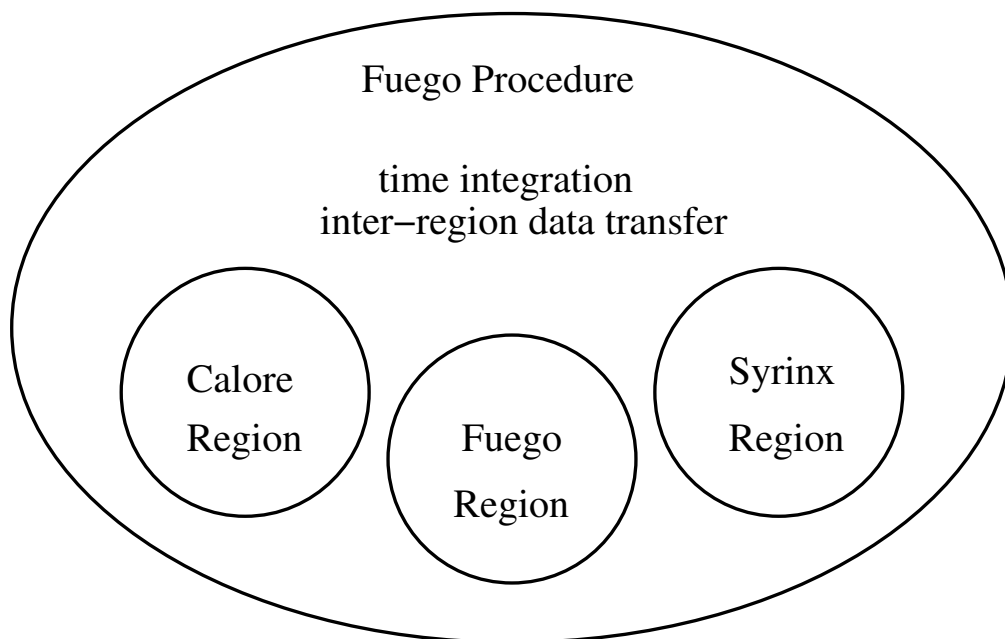 Fuego Procedure
time integration
inter−region data transfer
Calore
Region
Fuego
Region
Syrinx
Region